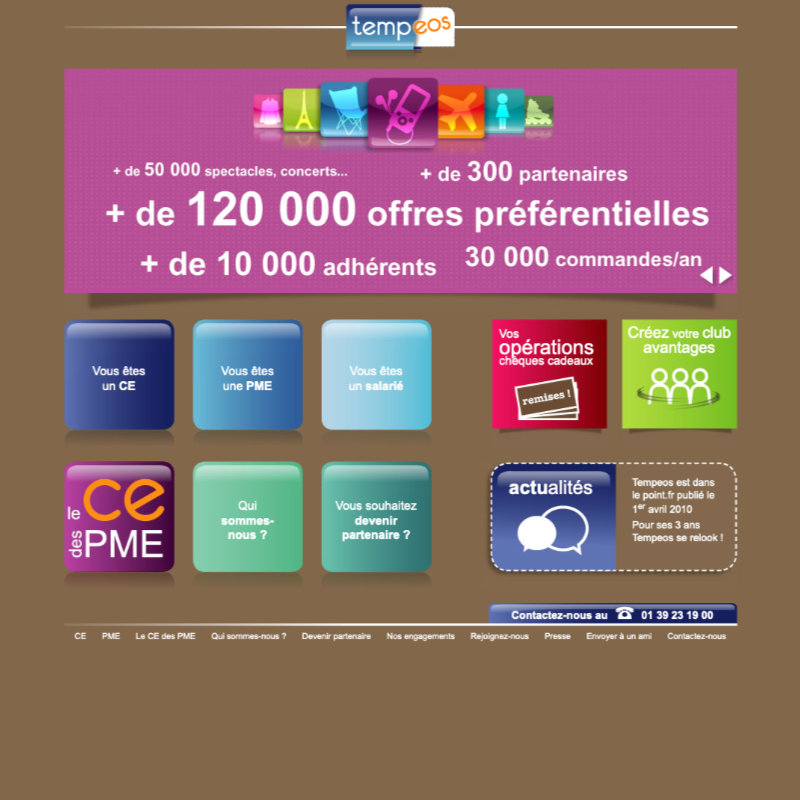 tempeos
+ de 50 000 spectacles, concerts...
+ de 300 partenaires
+ de 120 000 offres préférentielles
+ de 10 000 adhérents
30 000 commandes/an
Vous êtes
un CE
Vous êtes
une PME
Vous êtes
un salarié
Vos
opérations
chèques cadeaux
remises !
Créez votre club
avantages
le ce
des PME
Qui
sommes-
nous ?
Vous souhaitez
devenir
partenaire ?
actualités
Tempeos est dans
le point.fr publié le
1er avril 2010
Pour ses 3 ans
Tempeos se relook !
Contactez-nous au 01 39 23 19 00
CE PME Le CE des PME Qui sommes-nous ? Devenir partenaire Nos engagements Rejoignez-nous Presse Envoyer à un ami Contactez-nous